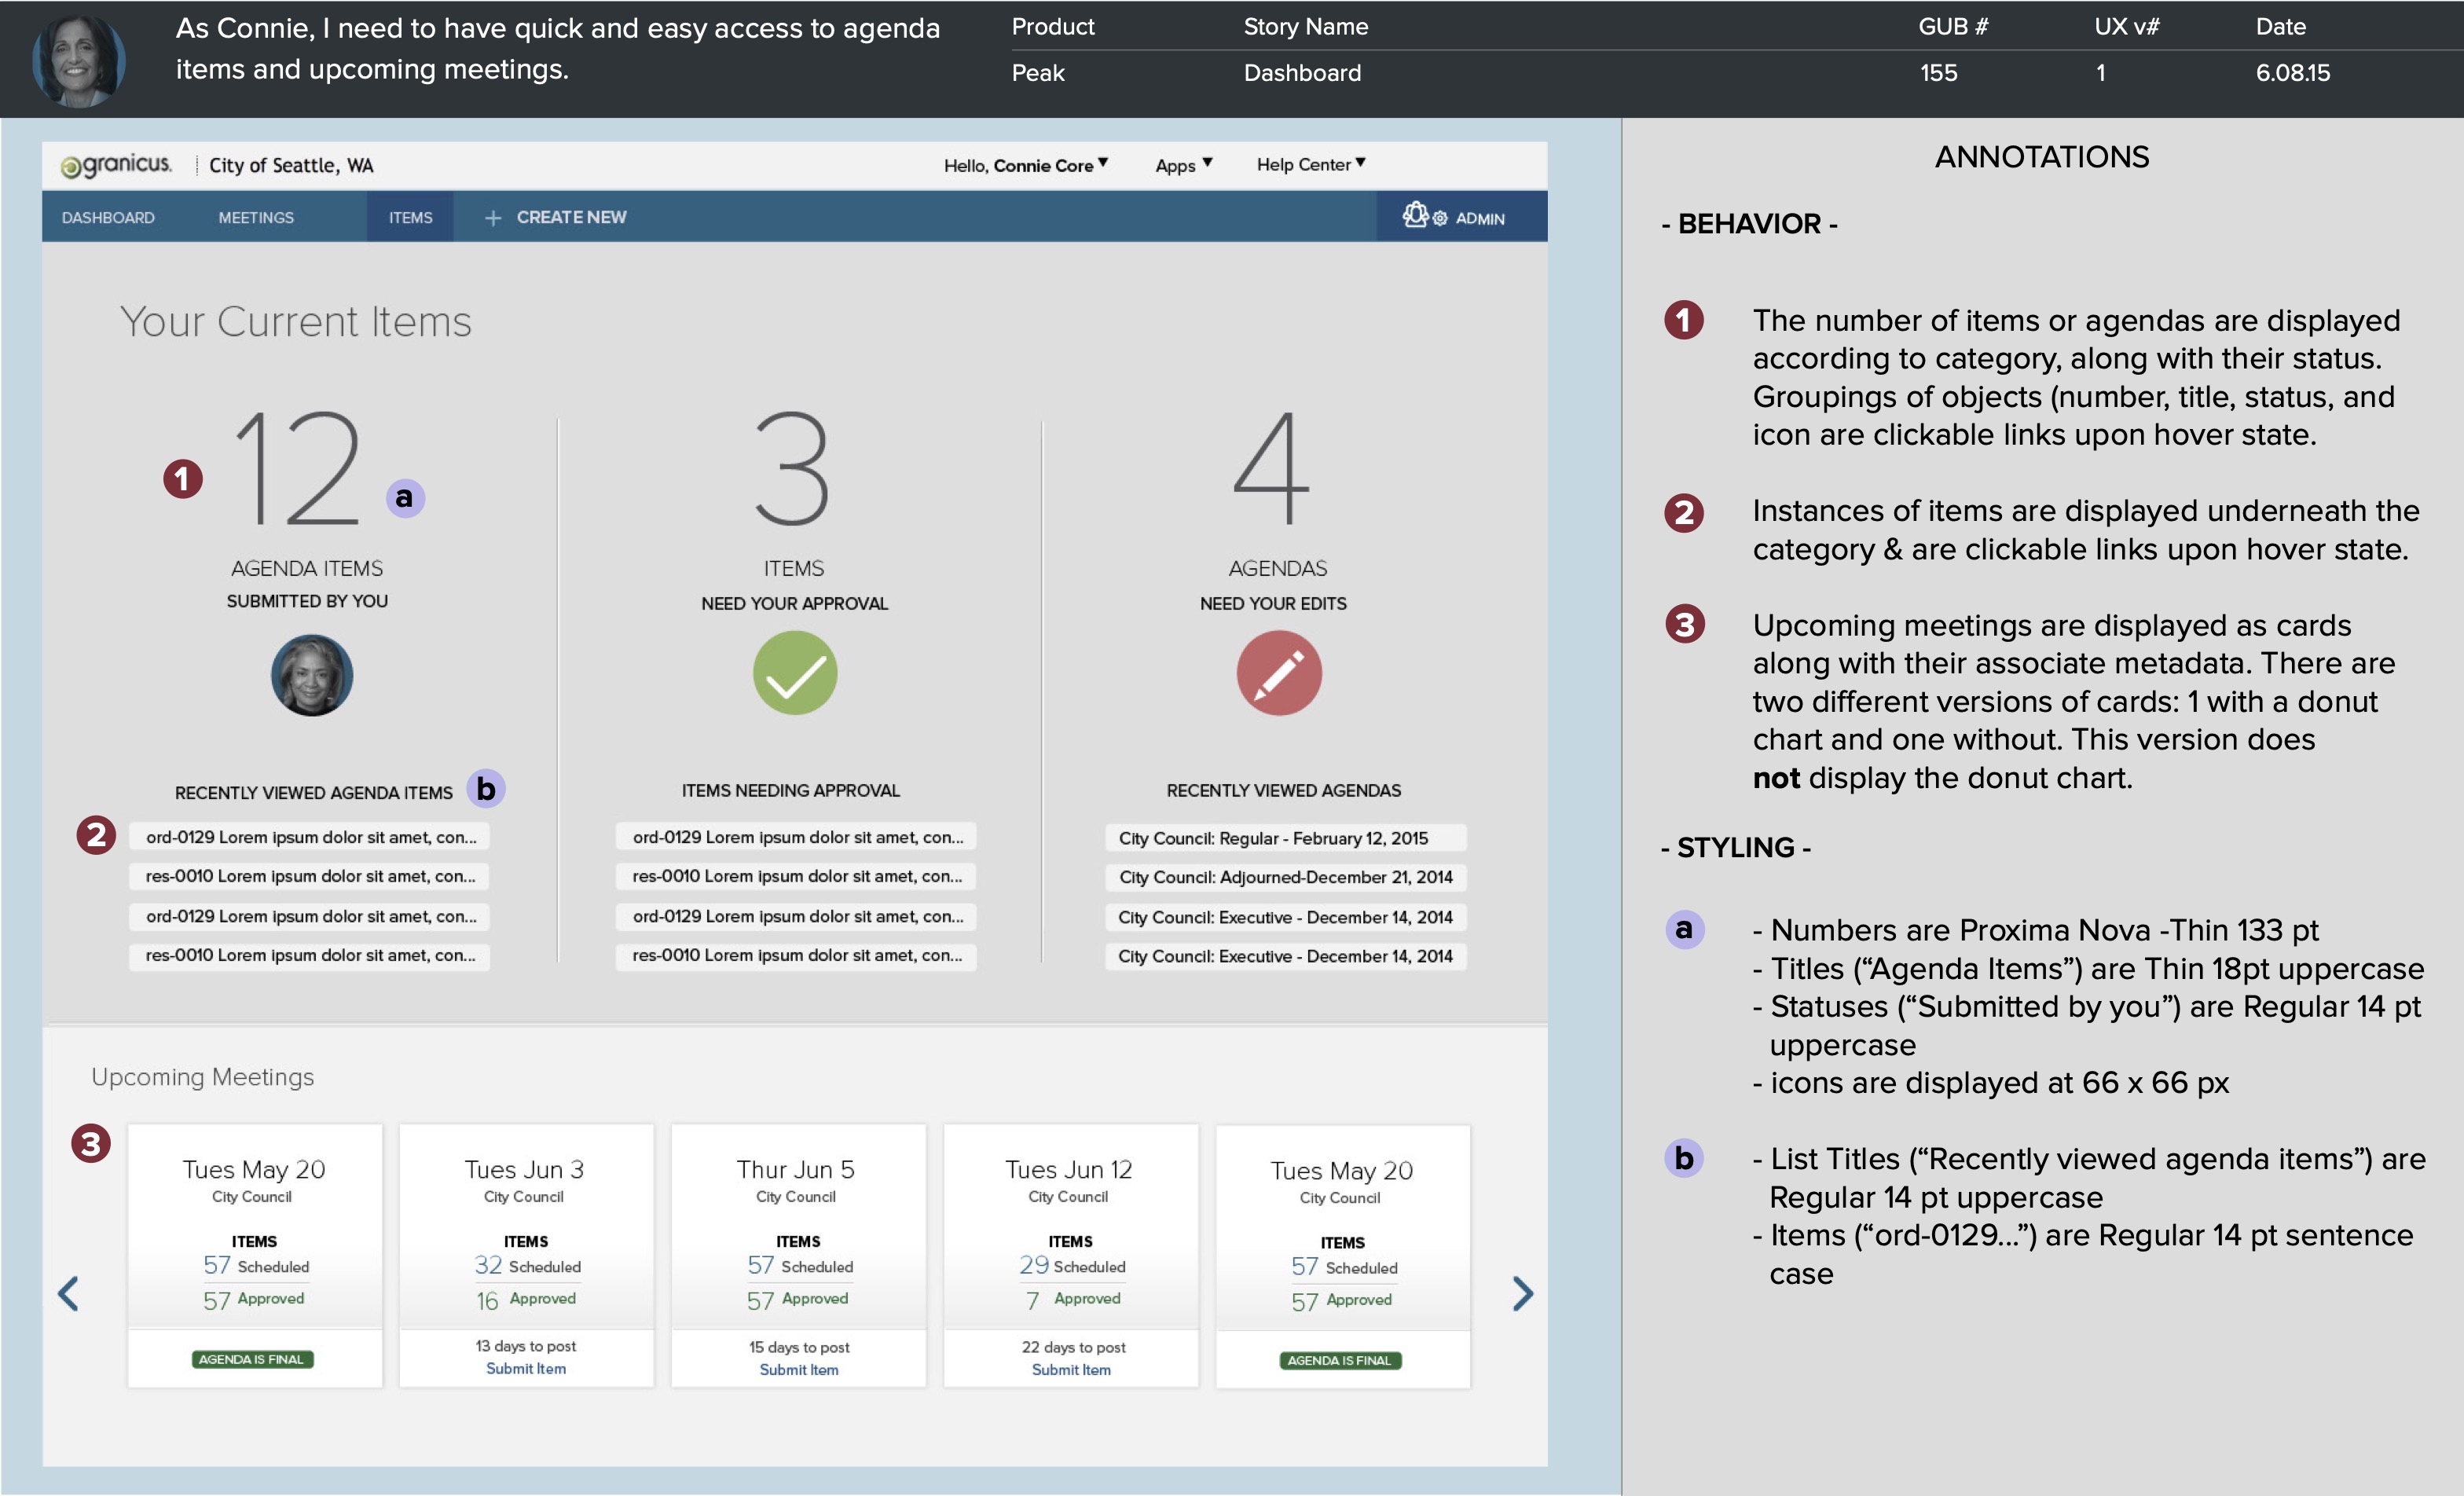 As Connie, I need to have quick and easy access to agenda
items and upcoming meetings.
Product Story Name GUB # UX v# Date
Peak Dashboard 155 1 6.08.15
granicus. City of Seattle, WA Hello, Connie Core Apps Help Center
DASHBOARD MEETINGS ITEMS + CREATE NEW ADMIN
Your Current Items
1 12 a 3 4
AGENDA ITEMS ITEMS AGENDAS
SUBMITTED BY YOU NEED YOUR APPROVAL NEED YOUR EDITS
RECENTLY VIEWED AGENDA ITEMS b ITEMS NEEDING APPROVAL RECENTLY VIEWED AGENDAS
2 ord-0129 Lorem ipsum dolor sit amet, con... ord-0129 Lorem ipsum dolor sit amet, con... City Council: Regular - February 12, 2015
res-0010 Lorem ipsum dolor sit amet, con... res-0010 Lorem ipsum dolor sit amet, con... City Council: Adjourned-December 21, 2014
ord-0129 Lorem ipsum dolor sit amet, con... ord-0129 Lorem ipsum dolor sit amet, con... City Council: Executive - December 14, 2014
res-0010 Lorem ipsum dolor sit amet, con... res-0010 Lorem ipsum dolor sit amet, con... City Council: Executive - December 14, 2014
Upcoming Meetings
3
Tues May 20 Tues Jun 3 Thur Jun 5 Tues Jun 12 Tues May 20
City Council City Council City Council City Council City Council
ITEMS ITEMS ITEMS ITEMS ITEMS
57 Scheduled 32 Scheduled 57 Scheduled 29 Scheduled 57 Scheduled
57 Approved 16 Approved 57 Approved 7 Approved 57 Approved
AGENDA IS FINAL 13 days to post 15 days to post 22 days to post AGENDA IS FINAL
Submit Item Submit Item Submit Item
ANNOTATIONS
- BEHAVIOR -
1 The number of items or agendas are displayed
according to category, along with their status.
Groupings of objects (number, title, status, and
icon are clickable links upon hover state.
2 Instances of items are displayed underneath the
category & are clickable links upon hover state.
3 Upcoming meetings are displayed as cards
along with their associate metadata. There are
two different versions of cards: 1 with a donut
chart and one without. This version does
not display the donut chart.
- STYLING -
a - Numbers are Proxima Nova -Thin 133 pt
- Titles (“Agenda Items”) are Thin 18pt uppercase
- Statuses (“Submitted by you”) are Regular 14 pt
uppercase
- icons are displayed at 66 x 66 px
b - List Titles (“Recently viewed agenda items”) are
Regular 14 pt uppercase
- Items (“ord-0129...”) are Regular 14 pt sentence
case